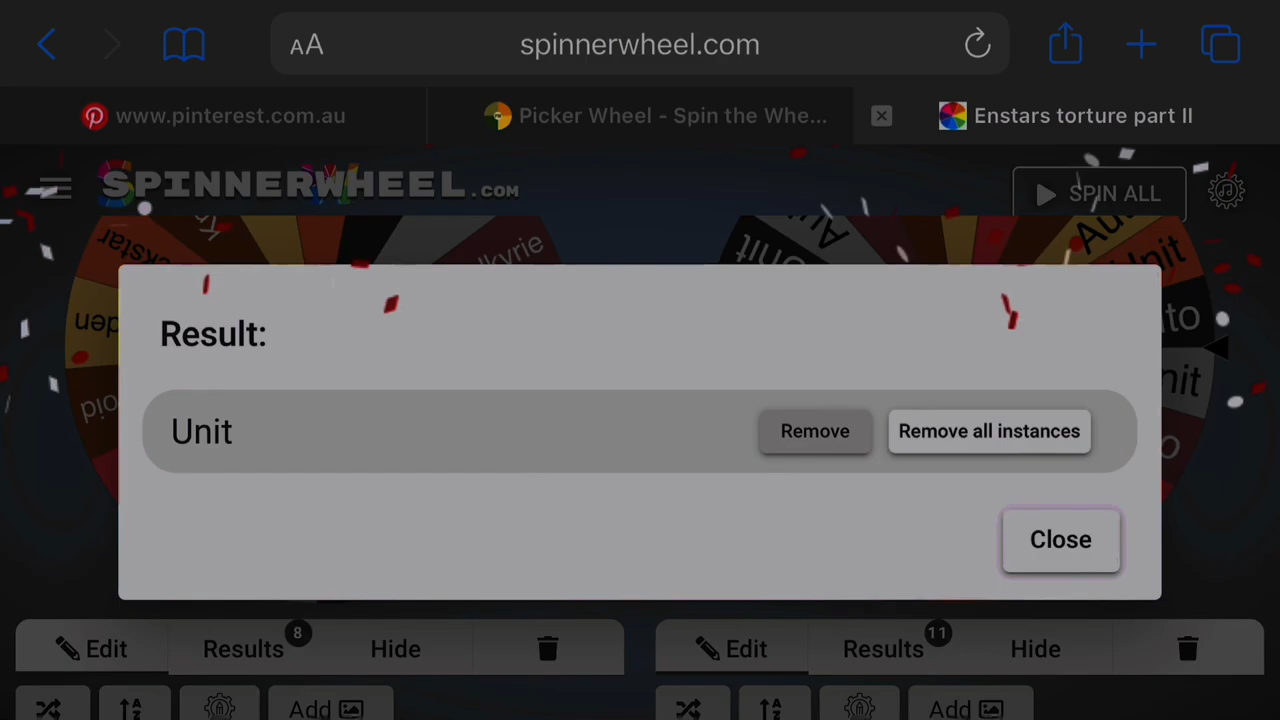 AA
spinnerwheel.com
www.pinterest.com.au
Picker Wheel - Spin the Whe...
Enstars torture part II
SPINNERWHEEL.COM
SPIN ALL
Result:
Unit
Remove
Remove all instances
Close
Edit
Results 8
Hide
Edit
Results 11
Hide
Add
Add